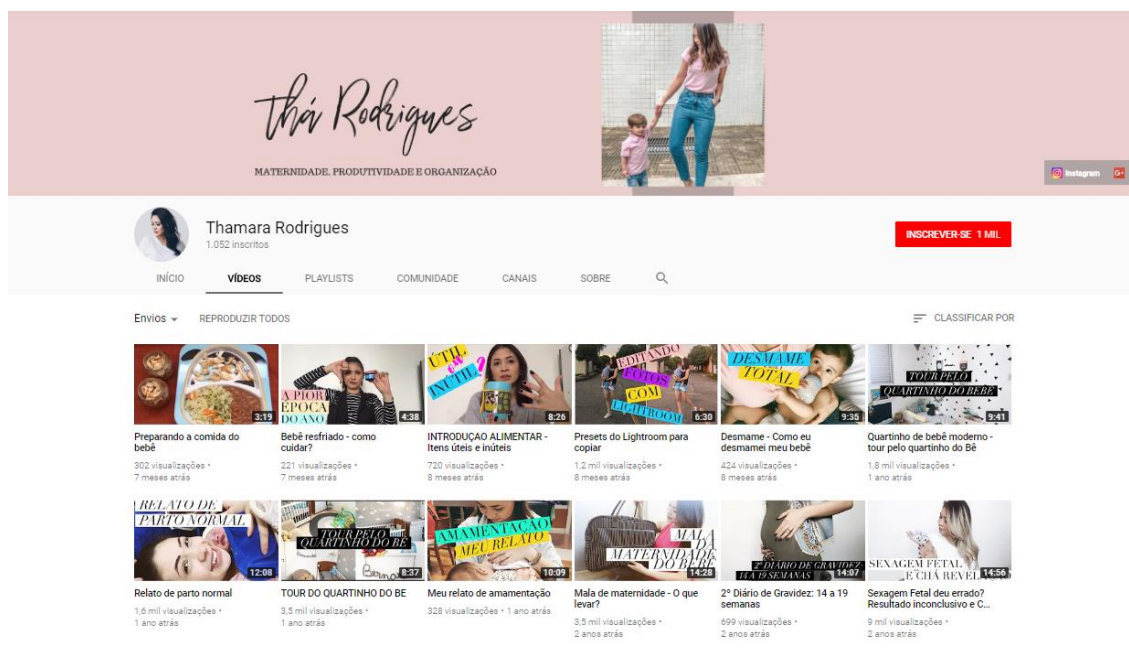 Thá Rodrigues
MATERNIDADE, PRODUTIVIDADE E ORGANIZAÇÃO
Instagram G+
Thamara Rodrigues
1.052 inscritos
INSCREVER-SE 1 MIL
INÍCIO VÍDEOS PLAYLISTS COMUNIDADE CANAIS SOBRE
Envios REPRODUZIR TODOS CLASSIFICAR POR
3:19
A PIOR
ÉPOCA
DO ANO
4:38
ÚTIL
ou
INÚTIL?
8:26
EDITANDO
FOTOS
COM
LIGHTROOM
6:30
DESMAME
TOTAL
9:35
TOUR PELO
QUARTINHO DO BEBE
9:41
Preparando a comida do
bebê
302 visualizações •
7 meses atrás
Bebê resfriado - como
cuidar?
221 visualizações •
7 meses atrás
INTRODUÇAO ALIMENTAR -
Itens úteis e inúteis
720 visualizações •
8 meses atrás
Presets do Lightroom para
copiar
1,2 mil visualizações •
8 meses atrás
Desmame - Como eu
desmamei meu bebê
424 visualizações •
8 meses atrás
Quartinho de bebê moderno -
tour pelo quartinho do Bê
1,8 mil visualizações •
1 ano atrás
RELATO DE
PARTO NORMAL
12:08
TOUR PELO
QUARTINHO DO BÊ
8:37
AMAMENTAÇÃO
MEU RELATO
10:09
MALA
DA
MATERNIDADE
DO BEBE
14:28
2º DIÁRIO DE GRAVIDEZ:
14 A 19 SEMANAS
14:07
SEXAGEM FETAL
E CHÁ REVEL
14:56
Relato de parto normal
1,6 mil visualizações •
1 ano atrás
TOUR DO QUARTINHO DO BE
3,5 mil visualizações •
1 ano atrás
Meu relato de amamentação
328 visualizações • 1 ano atrás
Mala de maternidade - O que
levar?
3,5 mil visualizações •
2 anos atrás
2º Diário de Gravidez: 14 a 19
semanas
699 visualizações •
2 anos atrás
Sexagem Fetal deu errado?
Resultado inconclusivo e C...
9 mil visualizações •
2 anos atrás